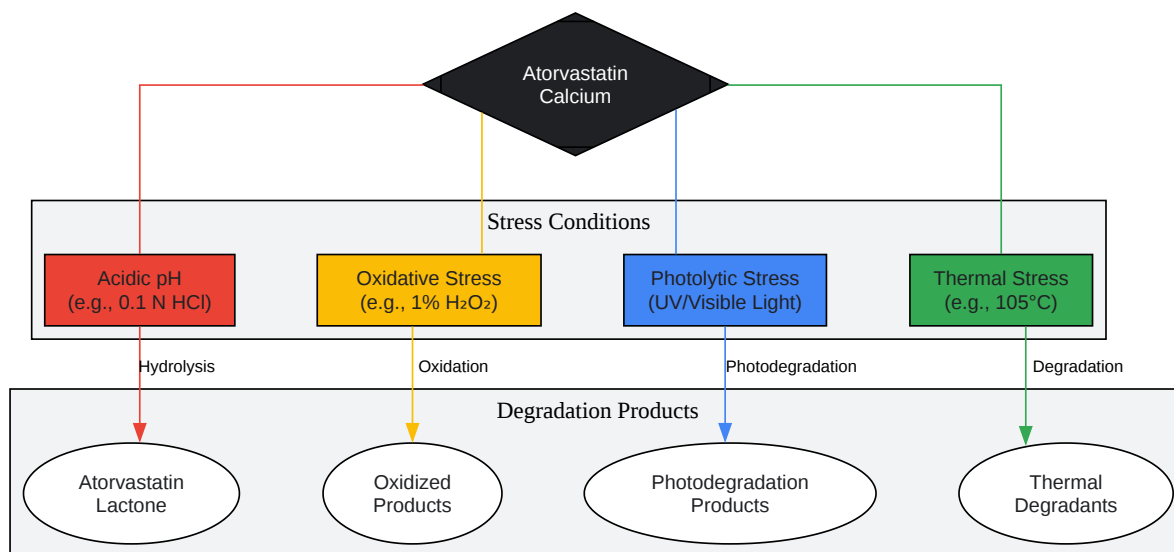 Atorvastatin
Calcium
Stress Conditions
Acidic pH
(e.g., 0.1 N HCl)
Oxidative Stress
(e.g., 1% H₂O₂)
Photolytic Stress
(UV/Visible Light)
Thermal Stress
(e.g., 105°C)
Hydrolysis
Oxidation
Photodegradation
Degradation
Degradation Products
Atorvastatin
Lactone
Oxidized
Products
Photodegradation
Products
Thermal
Degradants